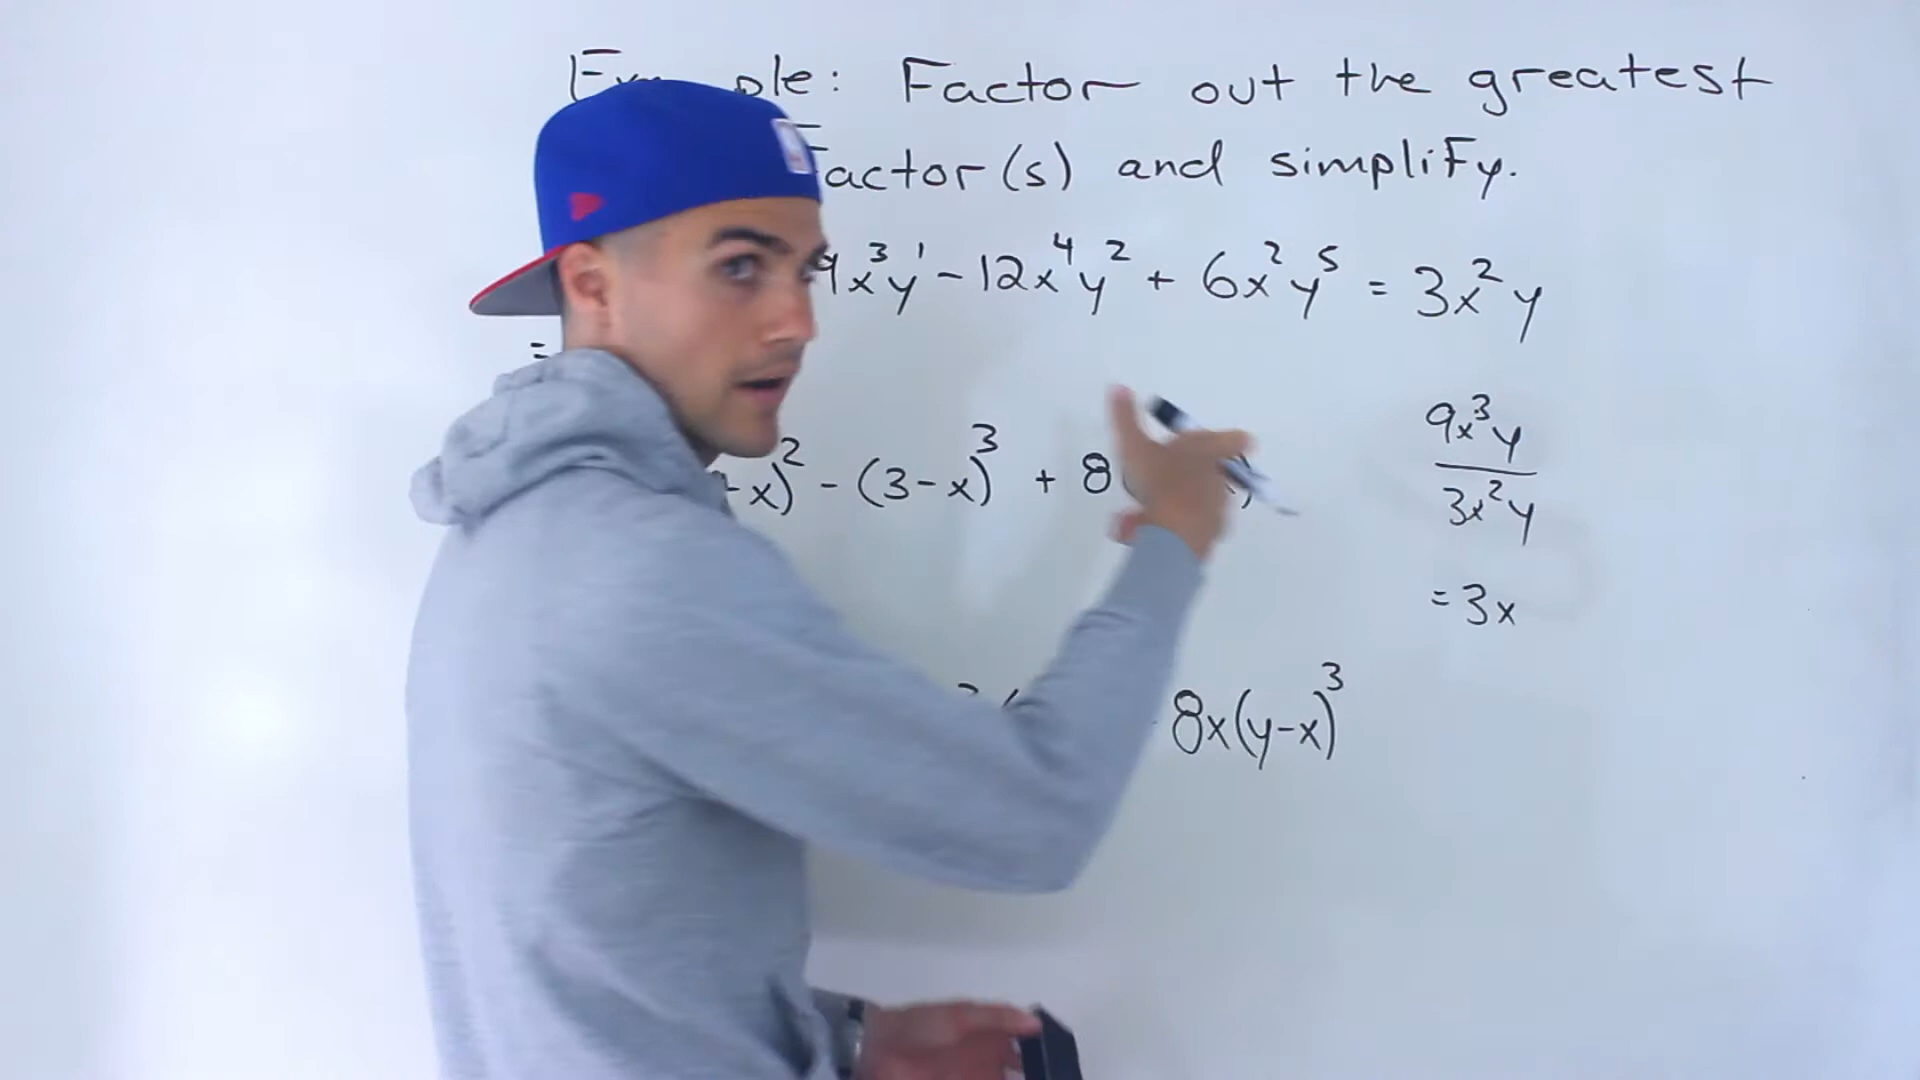 ple: Factor out the greatest
Factor(s) and simplify.
9x³y¹ - 12x⁴y² + 6x²y⁵ = 3x²y
=
-x)² - (3-x)³ + 8(
9x³y
3x²y
= 3x
8x(y-x)³